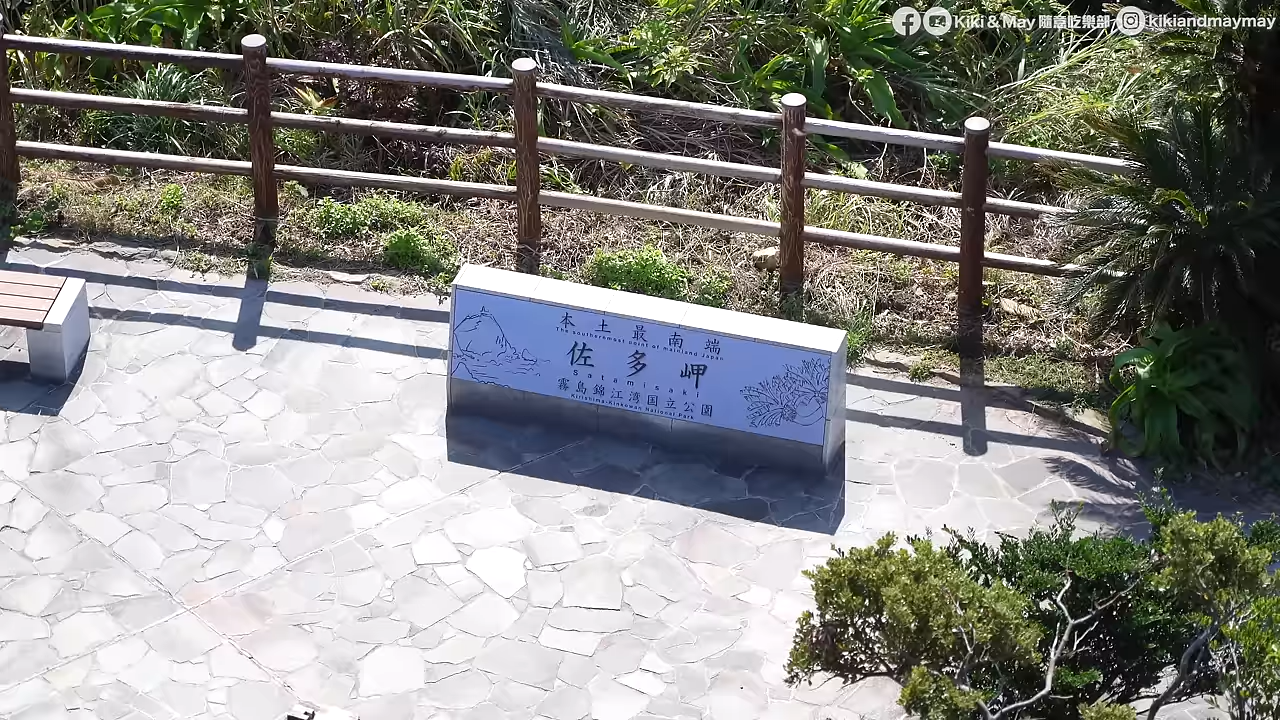 Kiki & May 隨意吃樂部 kikiandmaymay
本土最南端
The southernmost point of mainland Japan
佐多岬
Satamisaki
霧島錦江湾国立公園
Kirishima-Kinkowan National Park